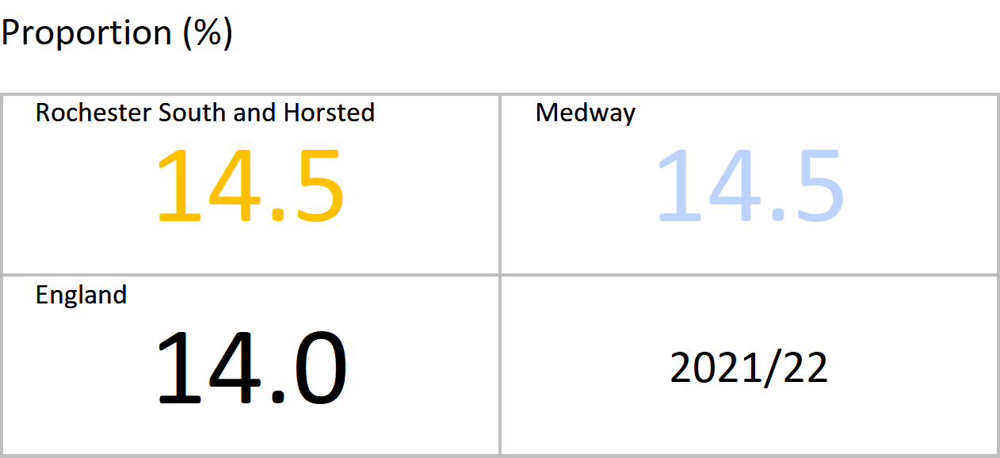 Proportion (%)
Rochester South and Horsted
14.5
Medway
14.5
England
14.0
2021/22